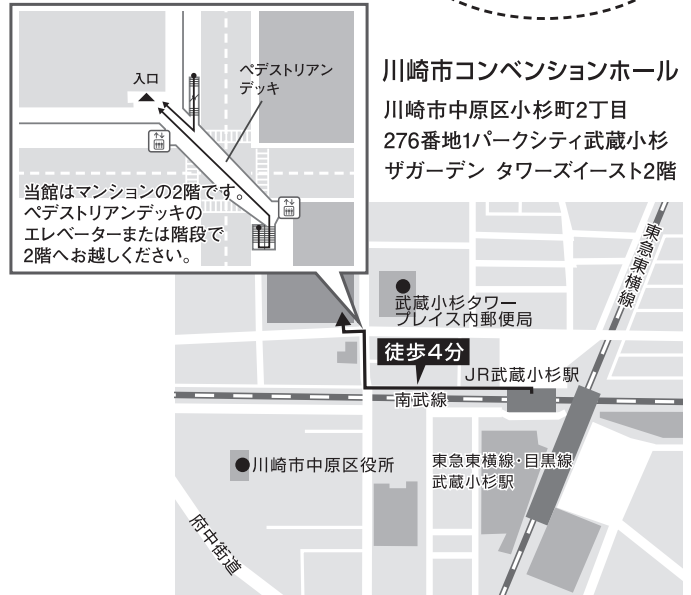 入口
ペデストリアン
デッキ
当館はマンションの2階です。
ペデストリアンデッキの
エレベーターまたは階段で
2階へお越しください。
川崎市コンベンションホール
川崎市中原区小杉町2丁目
276番地1パークシティ武蔵小杉
ザガーデン タワーズイースト2階
東急東横線
武蔵小杉タワー
プレイス内郵便局
徒歩4分
JR武蔵小杉駅
南武線
川崎市中原区役所
東急東横線・目黒線
武蔵小杉駅
府中街道